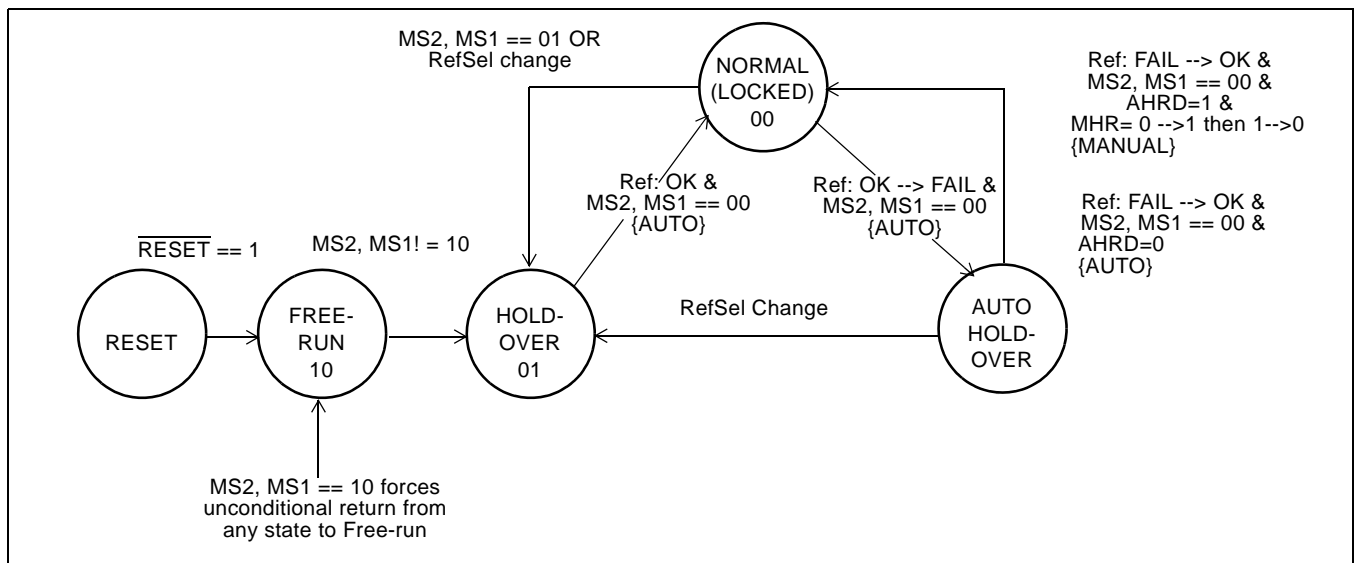 MS2, MS1 == 01 OR
RefSel change
NORMAL
(LOCKED)
00
Ref: FAIL --> OK &
MS2, MS1 == 00 &
AHRD=1 &
MHR= 0 -->1 then 1-->0
{MANUAL}
Ref: OK &
MS2, MS1 == 00
{AUTO}
Ref: OK --> FAIL &
MS2, MS1 == 00
{AUTO}
Ref: FAIL --> OK &
MS2, MS1 == 00 &
AHRD=0
{AUTO}
RESET == 1
MS2, MS1! = 10
RESET
FREE-
RUN
10
HOLD-
OVER
01
RefSel Change
AUTO
HOLD-
OVER
MS2, MS1 == 10 forces
unconditional return from
any state to Free-run